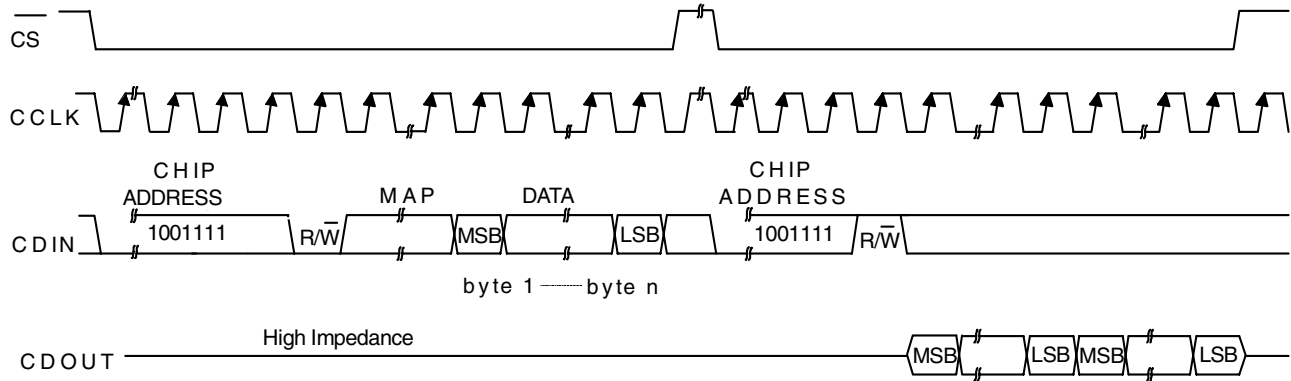 CS
CCLK
CHIP
ADDRESS
MAP
DATA
CHIP
ADDRESS
CDIN
1001111
R/W
MSB
LSB
1001111
R/W
byte 1 byte n
High Impedance
CDOUT
MSB
LSB
MSB
LSB